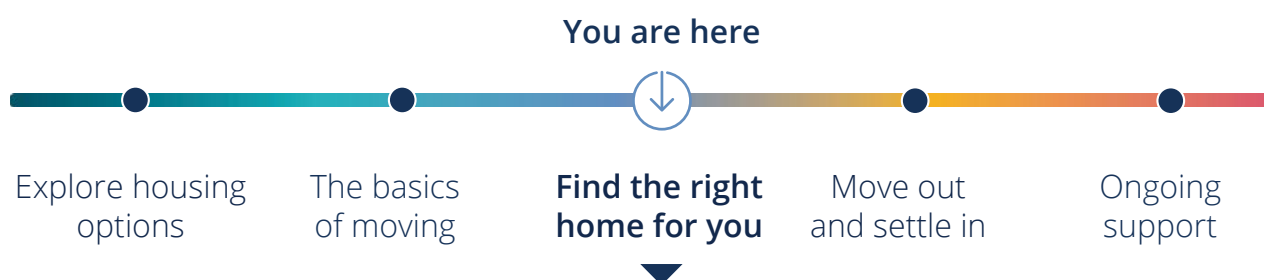 You are here
Explore housing
options
The basics
of moving
Find the right
home for you
Move out
and settle in
Ongoing
support